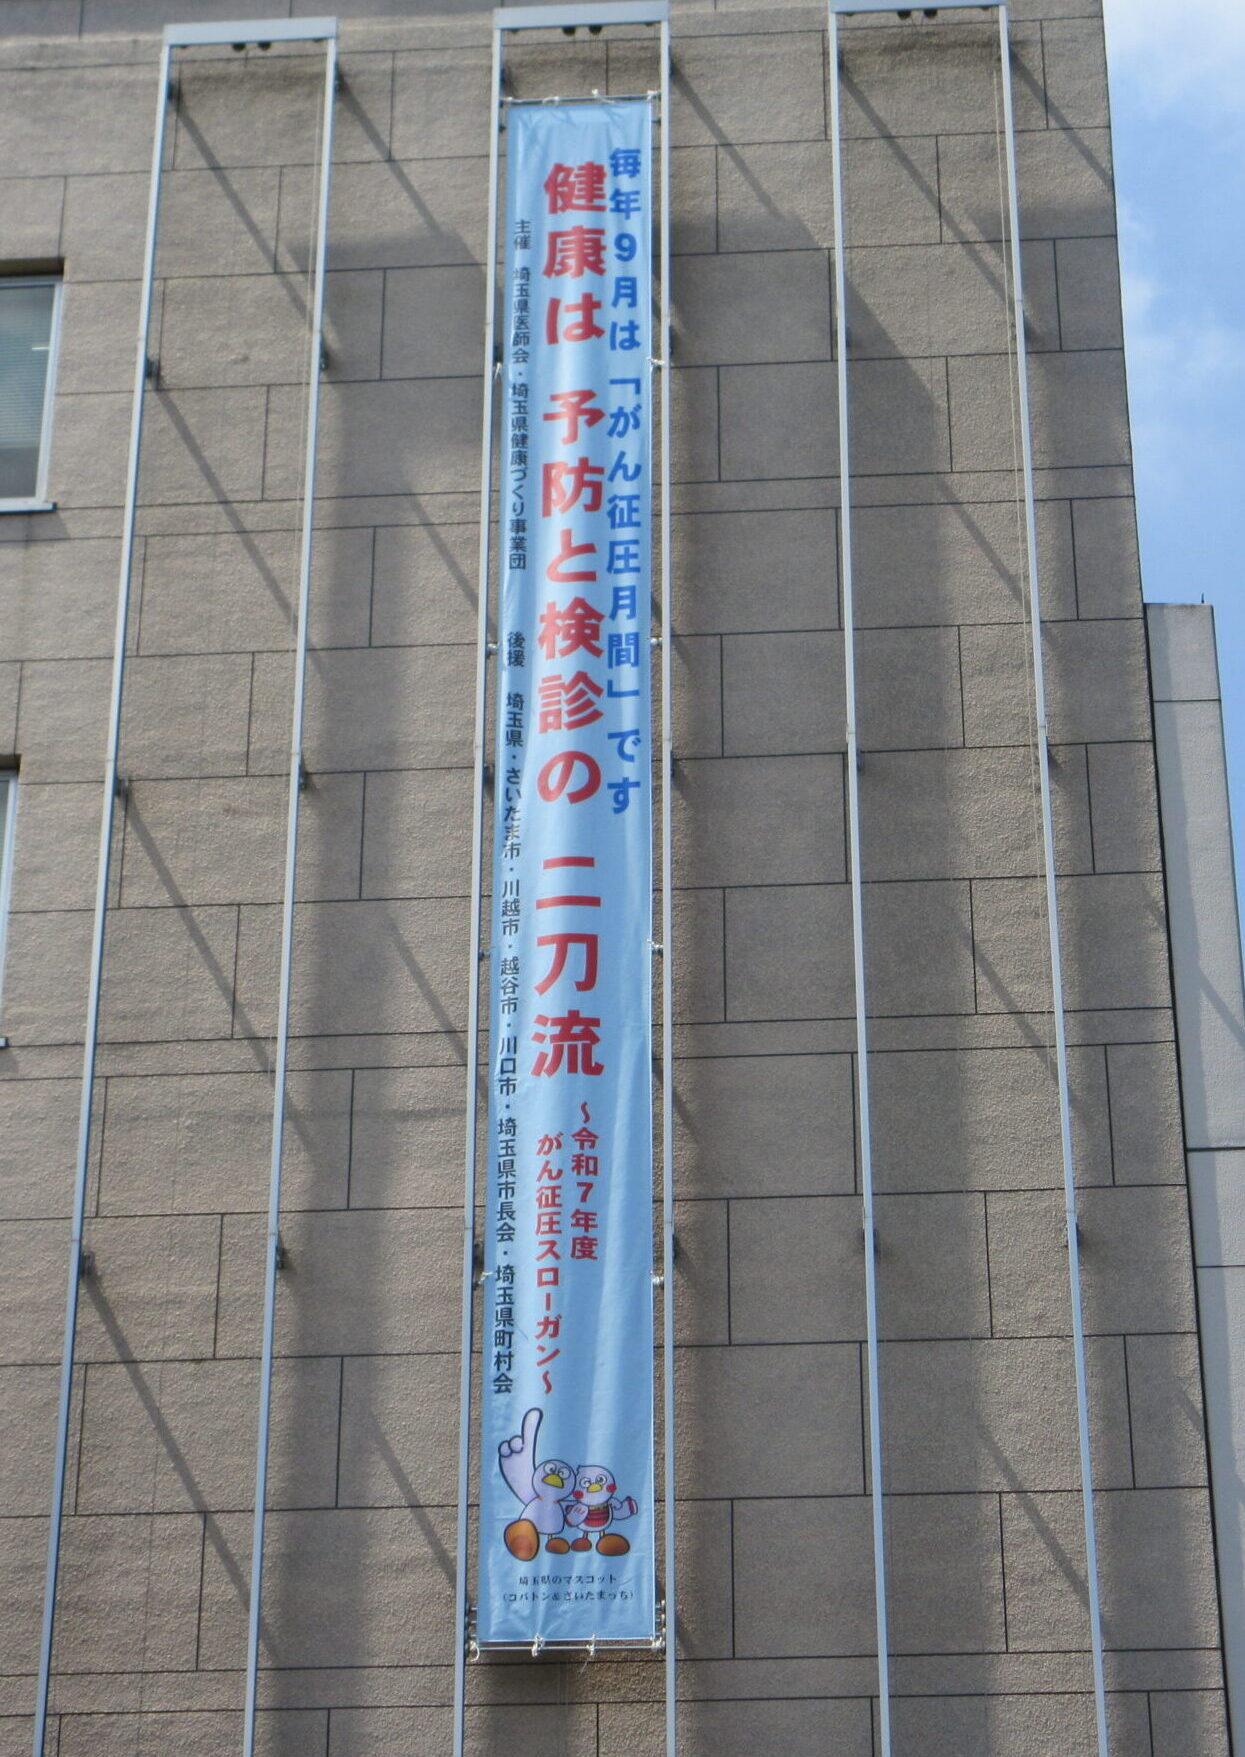 毎年9月は「がん征圧月間」です
健康は 予防と検診の 二刀流
～令和7年度
がん征圧スローガン～
主催 埼玉県医師会・埼玉県健康づくり事業団 後援 埼玉県・さいたま市・川越市・越谷市・川口市・埼玉県市長会・埼玉県町村会
埼玉県のマスコット
（コバトン&さいたまっち）